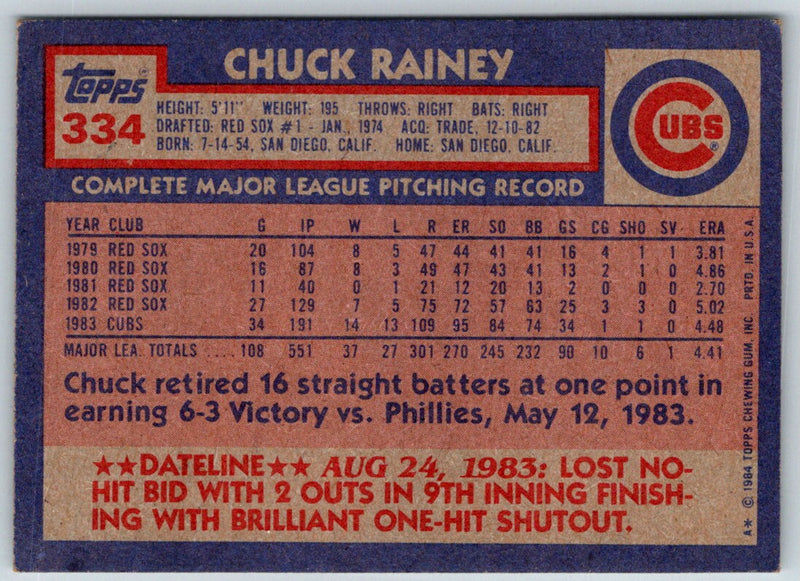 CHUCK RAINEY
Topps
334
HEIGHT: 5'11" WEIGHT: 195 THROWS: RIGHT BATS: RIGHT
DRAFTED: RED SOX #1 - JAN., 1974 ACQ: TRADE, 12-10-82
BORN: 7-14-54, SAN DIEGO, CALIF. HOME: SAN DIEGO, CALIF.
CUBS®
COMPLETE MAJOR LEAGUE PITCHING RECORD
YEAR CLUB G IP W L R ER SO BB GS CG SHO SV ERA
1979 RED SOX 20 104 8 5 47 44 41 41 16 4 1 1 3.81
1980 RED SOX 16 87 8 3 49 47 43 41 13 2 1 0 4.86
1981 RED SOX 11 40 0 1 21 12 20 13 2 0 0 0 2.70
1982 RED SOX 27 129 7 5 75 72 57 63 25 3 3 0 5.02
1983 CUBS 34 191 14 13 109 95 84 74 34 1 1 0 4.48
MAJOR LEA. TOTALS .... 108 551 37 27 301 270 245 232 90 10 6 1 4.41
Chuck retired 16 straight batters at one point in
earning 6-3 Victory vs. Phillies, May 12, 1983.
★★DATELINE★★ AUG 24, 1983: LOST NO-
HIT BID WITH 2 OUTS IN 9TH INNING FINISH-
ING WITH BRILLIANT ONE-HIT SHUTOUT.
A* © 1984 TOPPS CHEWING GUM, INC. PRTD. IN U.S.A.